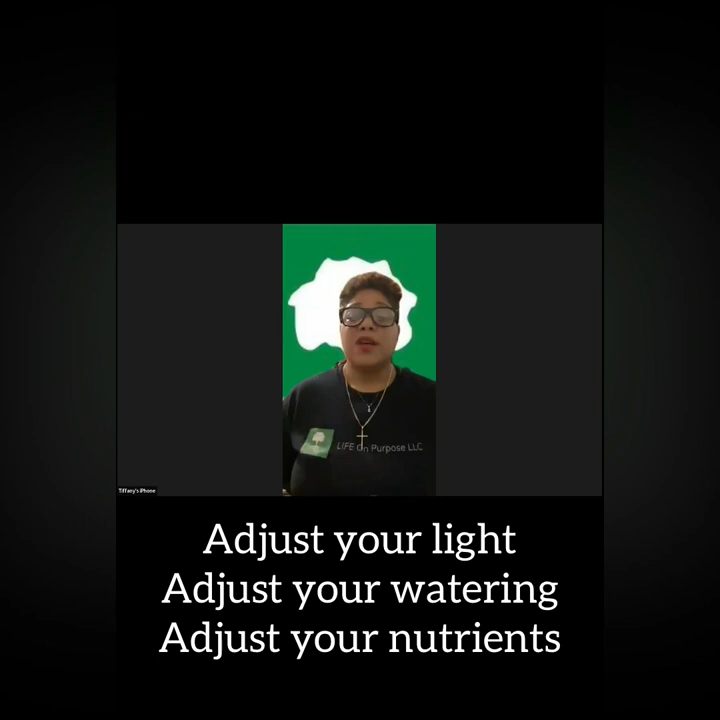 LIFE On Purpose LLC
Tiffany's iPhone
Adjust your light
Adjust your watering
Adjust your nutrients